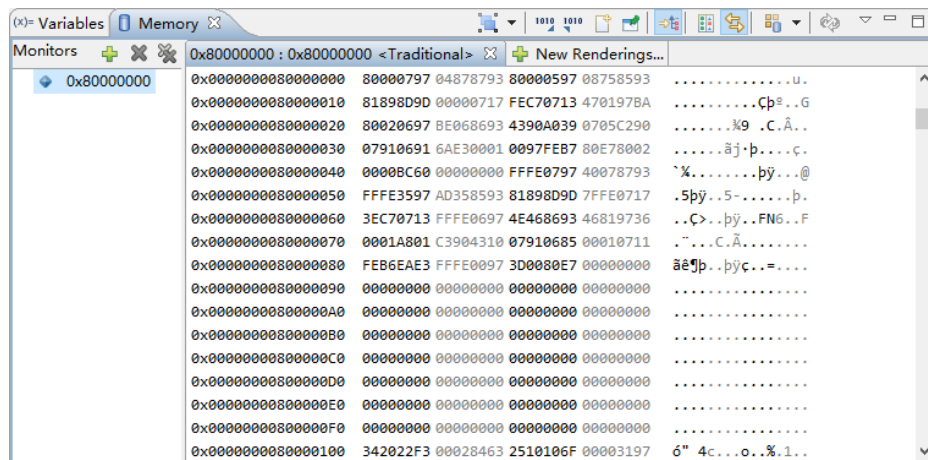 (x)= Variables Memory
Monitors
0x80000000
0x80000000 : 0x80000000 <Traditional> New Renderings...
0x0000000080000000 80000797 04878793 80000597 08758593 ..............u.
0x0000000080000010 81898D9D 00000717 FEC70713 470197BA ..........Çþº..G
0x0000000080000020 80020697 BE068693 4390A039 0705C290 .......¾9 .C.Â..
0x0000000080000030 07910691 6AE30001 0097FEB7 80E78002 ......ãj·þ....ç.
0x0000000080000040 0000BC60 00000000 FFFE0797 40078793 `¼........þÿ...@
0x0000000080000050 FFFE3597 AD358593 81898D9D 7FFE0717 .5þÿ..5-......þ.
0x0000000080000060 3EC70713 FFFE0697 4E468693 46819736 ..Ç>..þÿ..FN6..F
0x0000000080000070 0001A801 C3904310 07910685 00010711 .¨...C.Ã........
0x0000000080000080 FEB6EAE3 FFFE0097 3D0080E7 00000000 ãê¶þ..þÿç..=....
0x0000000080000090 00000000 00000000 00000000 00000000 ................
0x00000000800000A0 00000000 00000000 00000000 00000000 ................
0x00000000800000B0 00000000 00000000 00000000 00000000 ................
0x00000000800000C0 00000000 00000000 00000000 00000000 ................
0x00000000800000D0 00000000 00000000 00000000 00000000 ................
0x00000000800000E0 00000000 00000000 00000000 00000000 ................
0x00000000800000F0 00000000 00000000 00000000 00000000 ................
0x0000000080000100 342022F3 00028463 2510106F 00003197 ó" 4c...o..%.1..